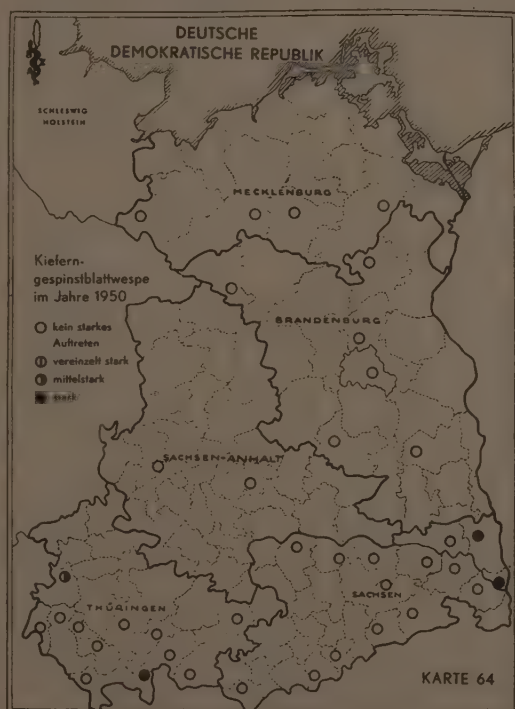 DEUTSCHE
DEMOKRATISCHE REPUBLIK
SCHLESWIG
HOLSTEIN
MECKLENBURG
Kiefern-
gespinstblattwespe
im Jahre 1950
kein starkes
Auftreten
vereinzelt stark
mittelstark
stark
BRANDENBURG
SACHSEN-ANHALT
THÜRINGEN
SACHSEN
KARTE 64